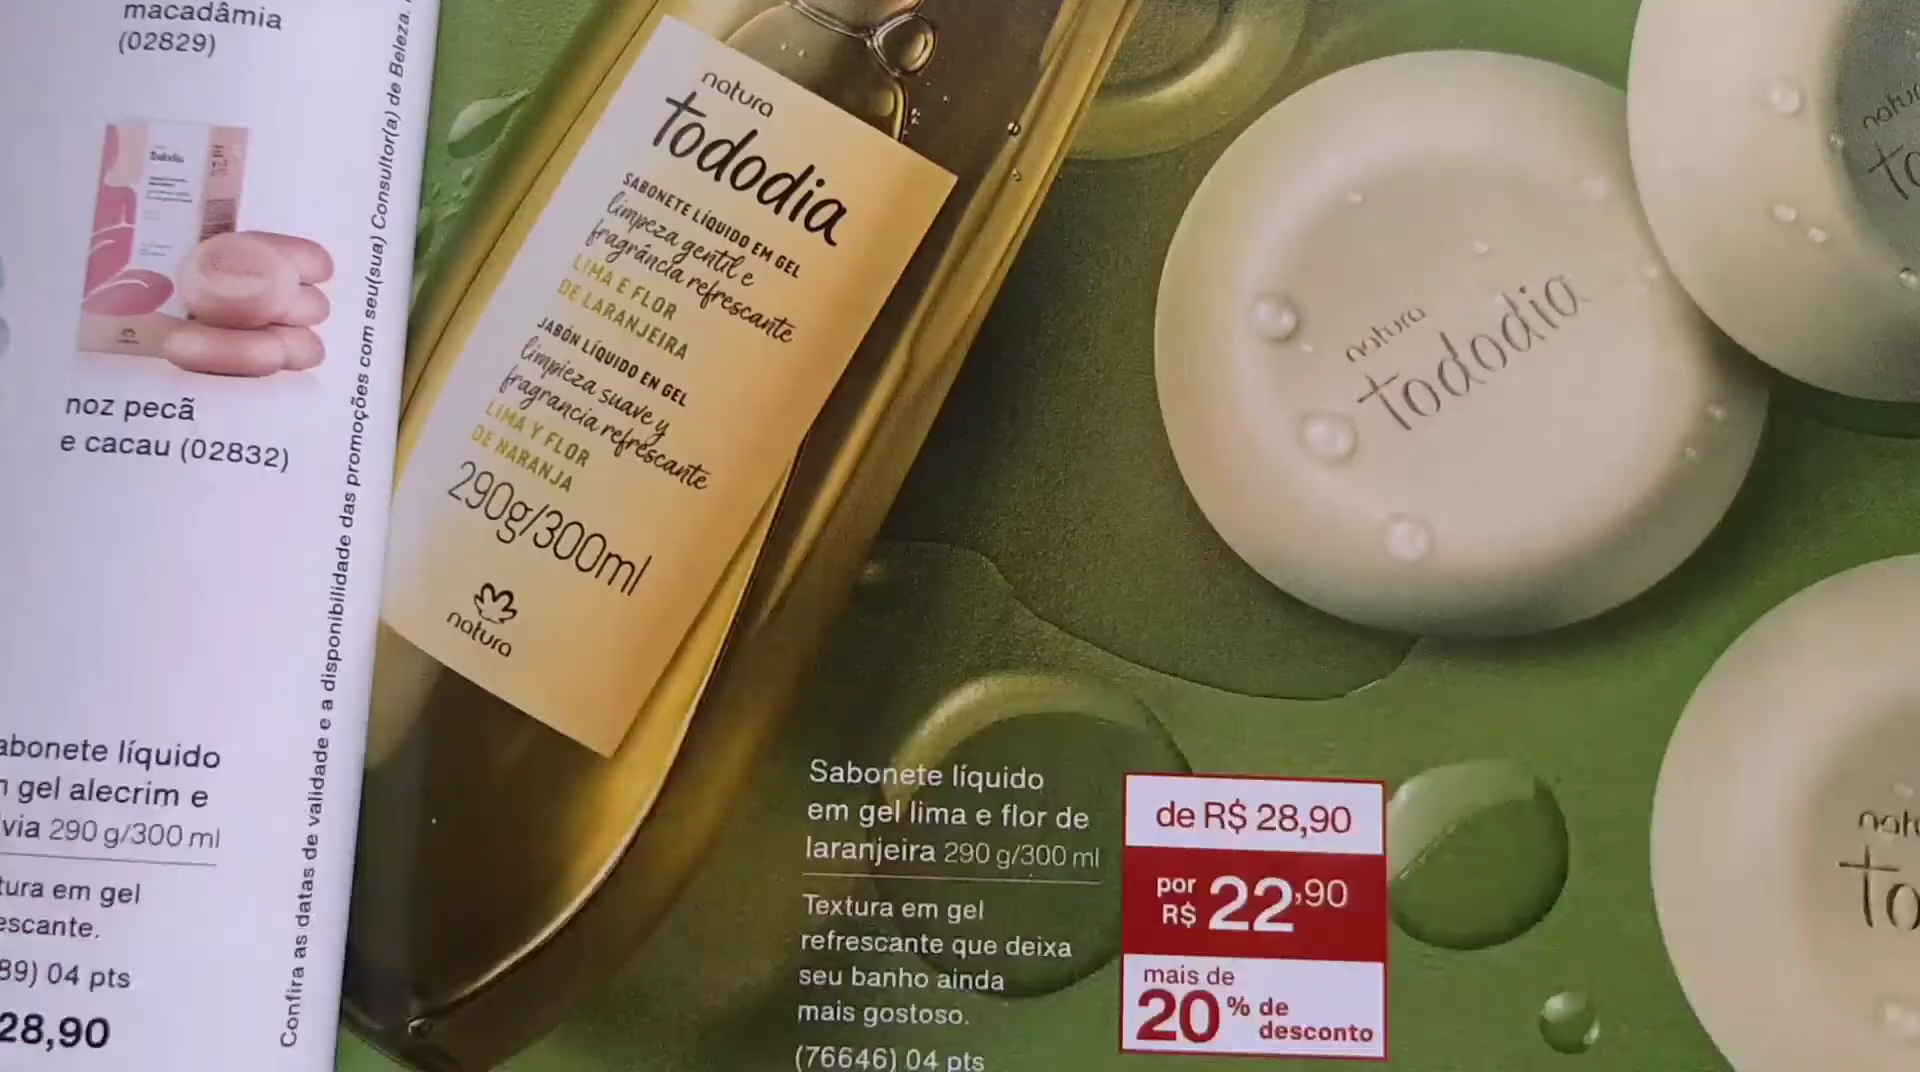 macadâmia
(02829)
noz pecã
e cacau (02832)
abonete líquido
gel alecrim e
via 290 g/300 ml
tura em gel
escante.
89) 04 pts
28,90
Confira as datas de validade e a disponibilidade das promoções com seu(sua) Consultor(a) de Beleza.
natura
tododia
SABONETE LÍQUIDO EM GEL
limpeza gentil e
fragrância refrescante
LIMA E FLOR
DE LARANJEIRA
JABÓN LÍQUIDO EN GEL
limpieza suave y
fragrancia refrescante
LIMA Y FLOR
DE NARANJA
290g/300ml
natura
natura
tododia
natura
to
natu
to
Sabonete líquido
em gel lima e flor de
laranjeira 290 g/300 ml
Textura em gel
refrescante que deixa
seu banho ainda
mais gostoso.
(76646) 04 pts
de R$ 28,90
por R$ 22,90
mais de
20% de desconto